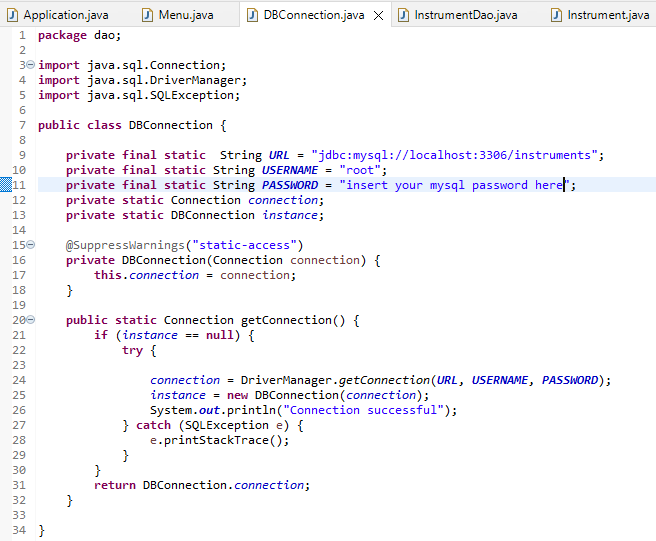 Application.java Menu.java DBConnection.java InstrumentDao.java Instrument.java
1 package dao;
2
3 import java.sql.Connection;
4 import java.sql.DriverManager;
5 import java.sql.SQLException;
6
7 public class DBConnection {
8
9     private final static  String URL = "jdbc:mysql://localhost:3306/instruments";
10     private final static String USERNAME = "root";
11     private final static String PASSWORD = "insert your mysql password here";
12     private static Connection connection;
13     private static DBConnection instance;
14
15     @SuppressWarnings("static-access")
16     private DBConnection(Connection connection) {
17         this.connection = connection;
18     }
19
20     public static Connection getConnection() {
21         if (instance == null) {
22             try {
23
24                 connection = DriverManager.getConnection(URL, USERNAME, PASSWORD);
25                 instance = new DBConnection(connection);
26                 System.out.println("Connection successful");
27             } catch (SQLException e) {
28                 e.printStackTrace();
29             }
30         }
31         return DBConnection.connection;
32     }
33
34 }